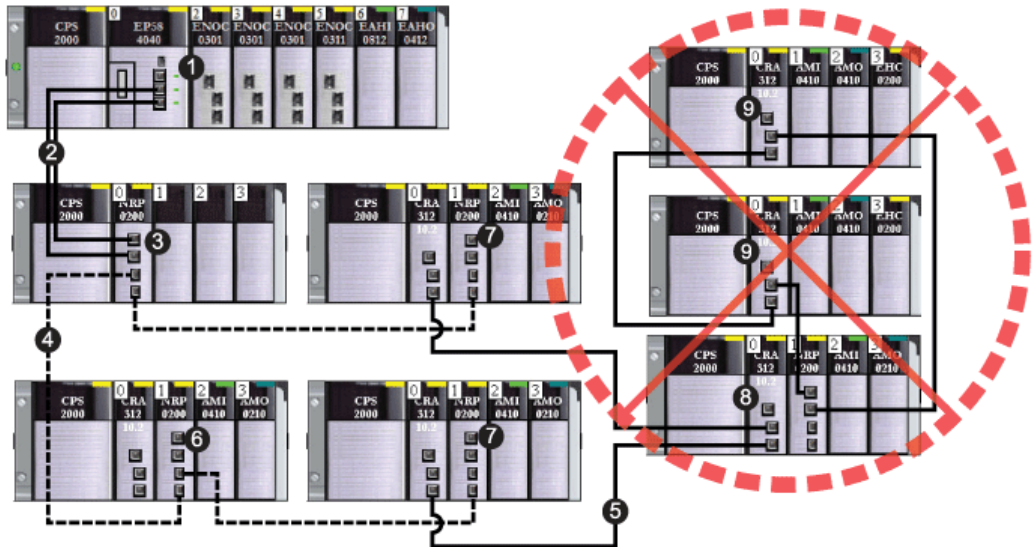 0 2 3 4 5 6 7
CPS EP58 ENOC ENOC ENOC ENOC EAHI EAHO
2000 4040 0301 0301 0301 0311 0812 0412
1
2
0 1 2 3
CPS NRP
2000 0200
3
0 1 2 3
CPS CRA NRP AMI AMO
2000 312 0200 0410 0210
10.2
7
4
0 1 2 3
CPS CRA NRP AMI AMO
2000 312 0200 0410 0210
10.2
6
0 1 2 3
CPS CRA NRP AMI AMO
2000 312 0200 0410 0210
10.2
7
5
0 1 2 3
CPS CRA AMI AMO EHC
2000 312 0410 0410 0200
10.2
9
0 1 2 3
CPS CRA AMI AMO EHC
2000 312 0410 0410 0200
10.2
9
0 1 2 3
CPS CRA NRP AMI AMO
2000 312 0200 0410 0210
10.2
8